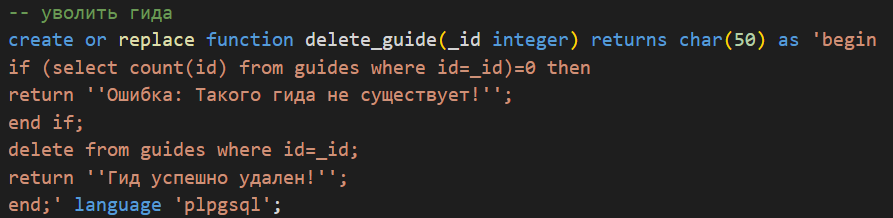 -- уволить гида
create or replace function delete_guide(_id integer) returns char(50) as 'begin
if (select count(id) from guides where id=_id)=0 then
return ''Ошибка: Такого гида не существует!'';
end if;
delete from guides where id=_id;
return ''Гид успешно удален!'';
end;' language 'plpgsql';